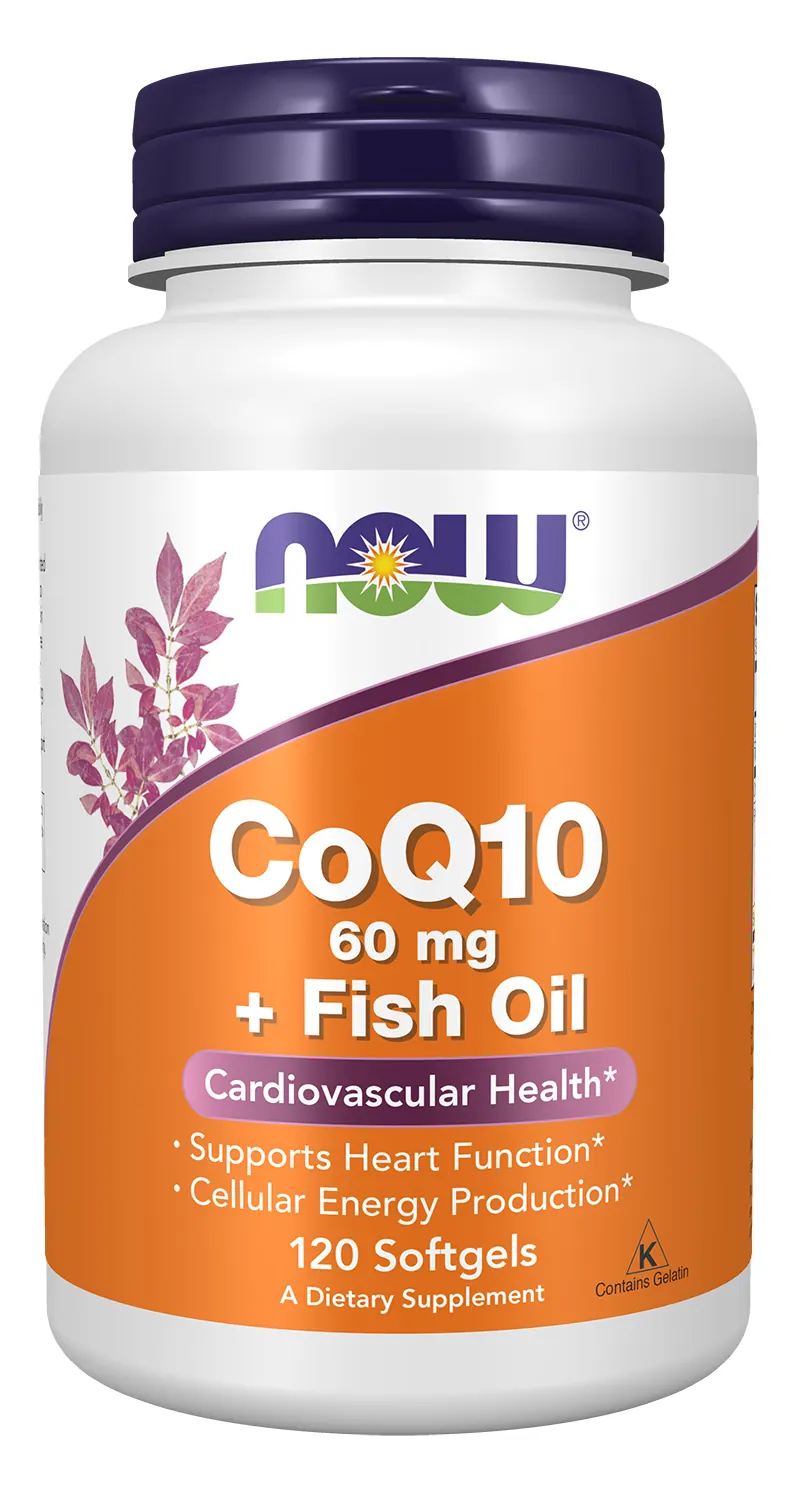 NOW®
CoQ10
60 mg
+ Fish Oil
Cardiovascular Health*
• Supports Heart Function*
• Cellular Energy Production*
120 Softgels
A Dietary Supplement
K
Contains Gelatin